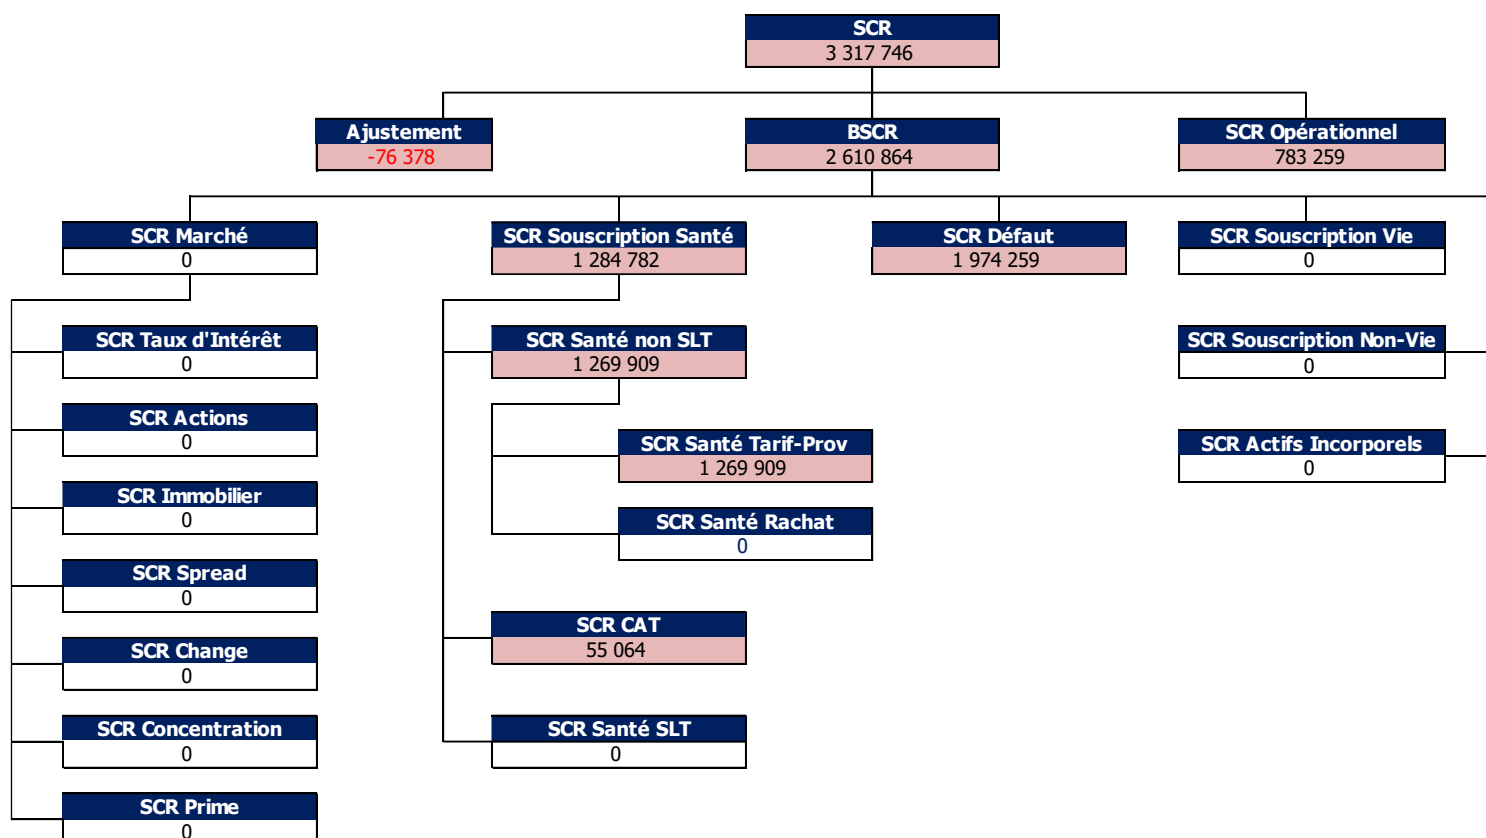 SCR
3 317 746
Ajustement
-76 378
BSCR
2 610 864
SCR Opérationnel
783 259
SCR Marché
0
SCR Souscription Santé
1 284 782
SCR Défaut
1 974 259
SCR Souscription Vie
0
SCR Taux d'Intérêt
0
SCR Santé non SLT
1 269 909
SCR Souscription Non-Vie
0
SCR Actions
0
SCR Santé Tarif-Prov
1 269 909
SCR Actifs Incorporels
0
SCR Immobilier
0
SCR Santé Rachat
0
SCR Spread
0
SCR CAT
55 064
SCR Change
0
SCR Concentration
0
SCR Santé SLT
0
SCR Prime
0